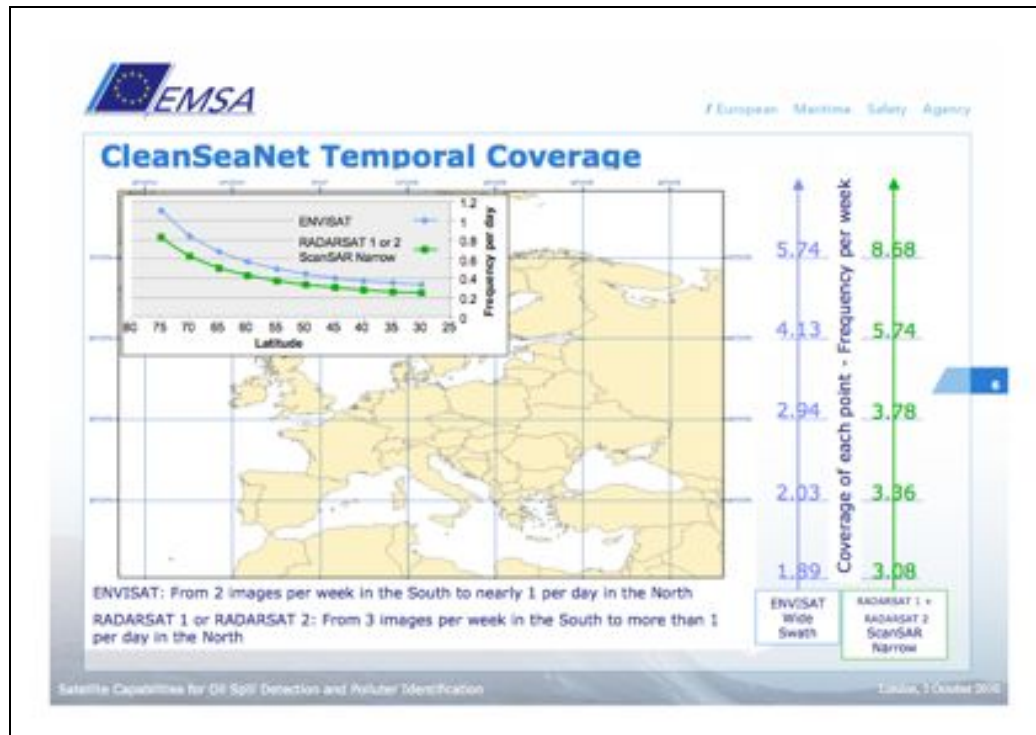 EMSA
/ European Maritime Safety Agency
CleanSeaNet Temporal Coverage
ENVISAT
RADARSAT 1 or 2
ScanSAR Narrow
1.2
1
0.8
0.6
0.4
0.2
0
Frequency per day
80 75 70 65 60 55 50 45 40 35 30 25
Latitude
5.74
4.13
2.94
2.03
1.89
Coverage of each point - Frequency per week
8.68
5.74
3.78
3.36
3.08
6
ENVISAT
Wide
Swath
RADARSAT 1 +
RADARSAT 2
ScanSAR
Narrow
ENVISAT: From 2 images per week in the South to nearly 1 per day in the North
RADARSAT 1 or RADARSAT 2: From 3 images per week in the South to more than 1
per day in the North
Satellite Capabilities for Oil Spill Detection and Polluter Identification
London, October